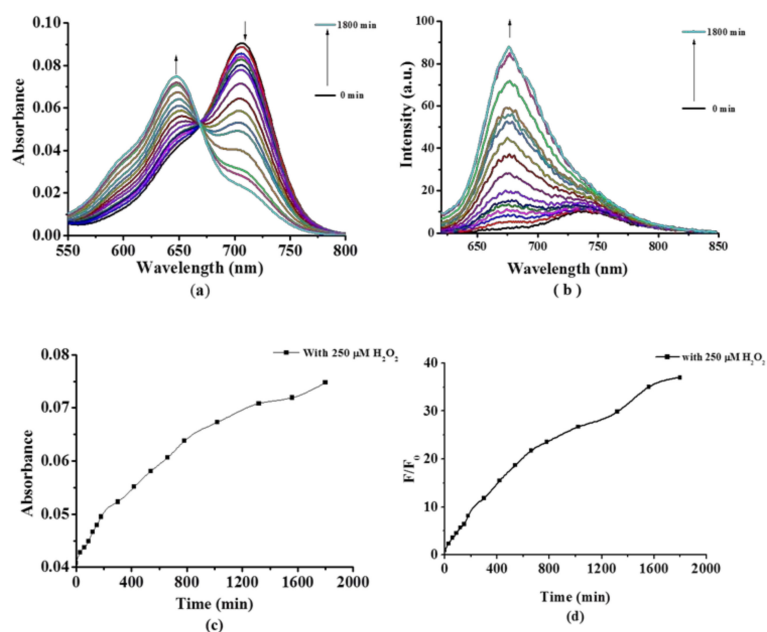 0.10
0.08
0.06
0.04
0.02
0.00
550
600
650
700
750
800
Absorbance
Wavelength (nm)
1800 min
0 min
(a)
100
80
60
40
20
0
650
700
750
800
850
Intensity (a.u.)
Wavelength (nm)
1800 min
0 min
( b )
0.08
0.07
0.06
0.05
0.04
0
400
800
1200
1600
2000
Absorbance
Time (min)
With 250 μM H₂O₂
(c)
40
30
20
10
0
0
400
800
1200
1600
2000
F/F₀
Time (min)
with 250 μM H₂O₂
(d)